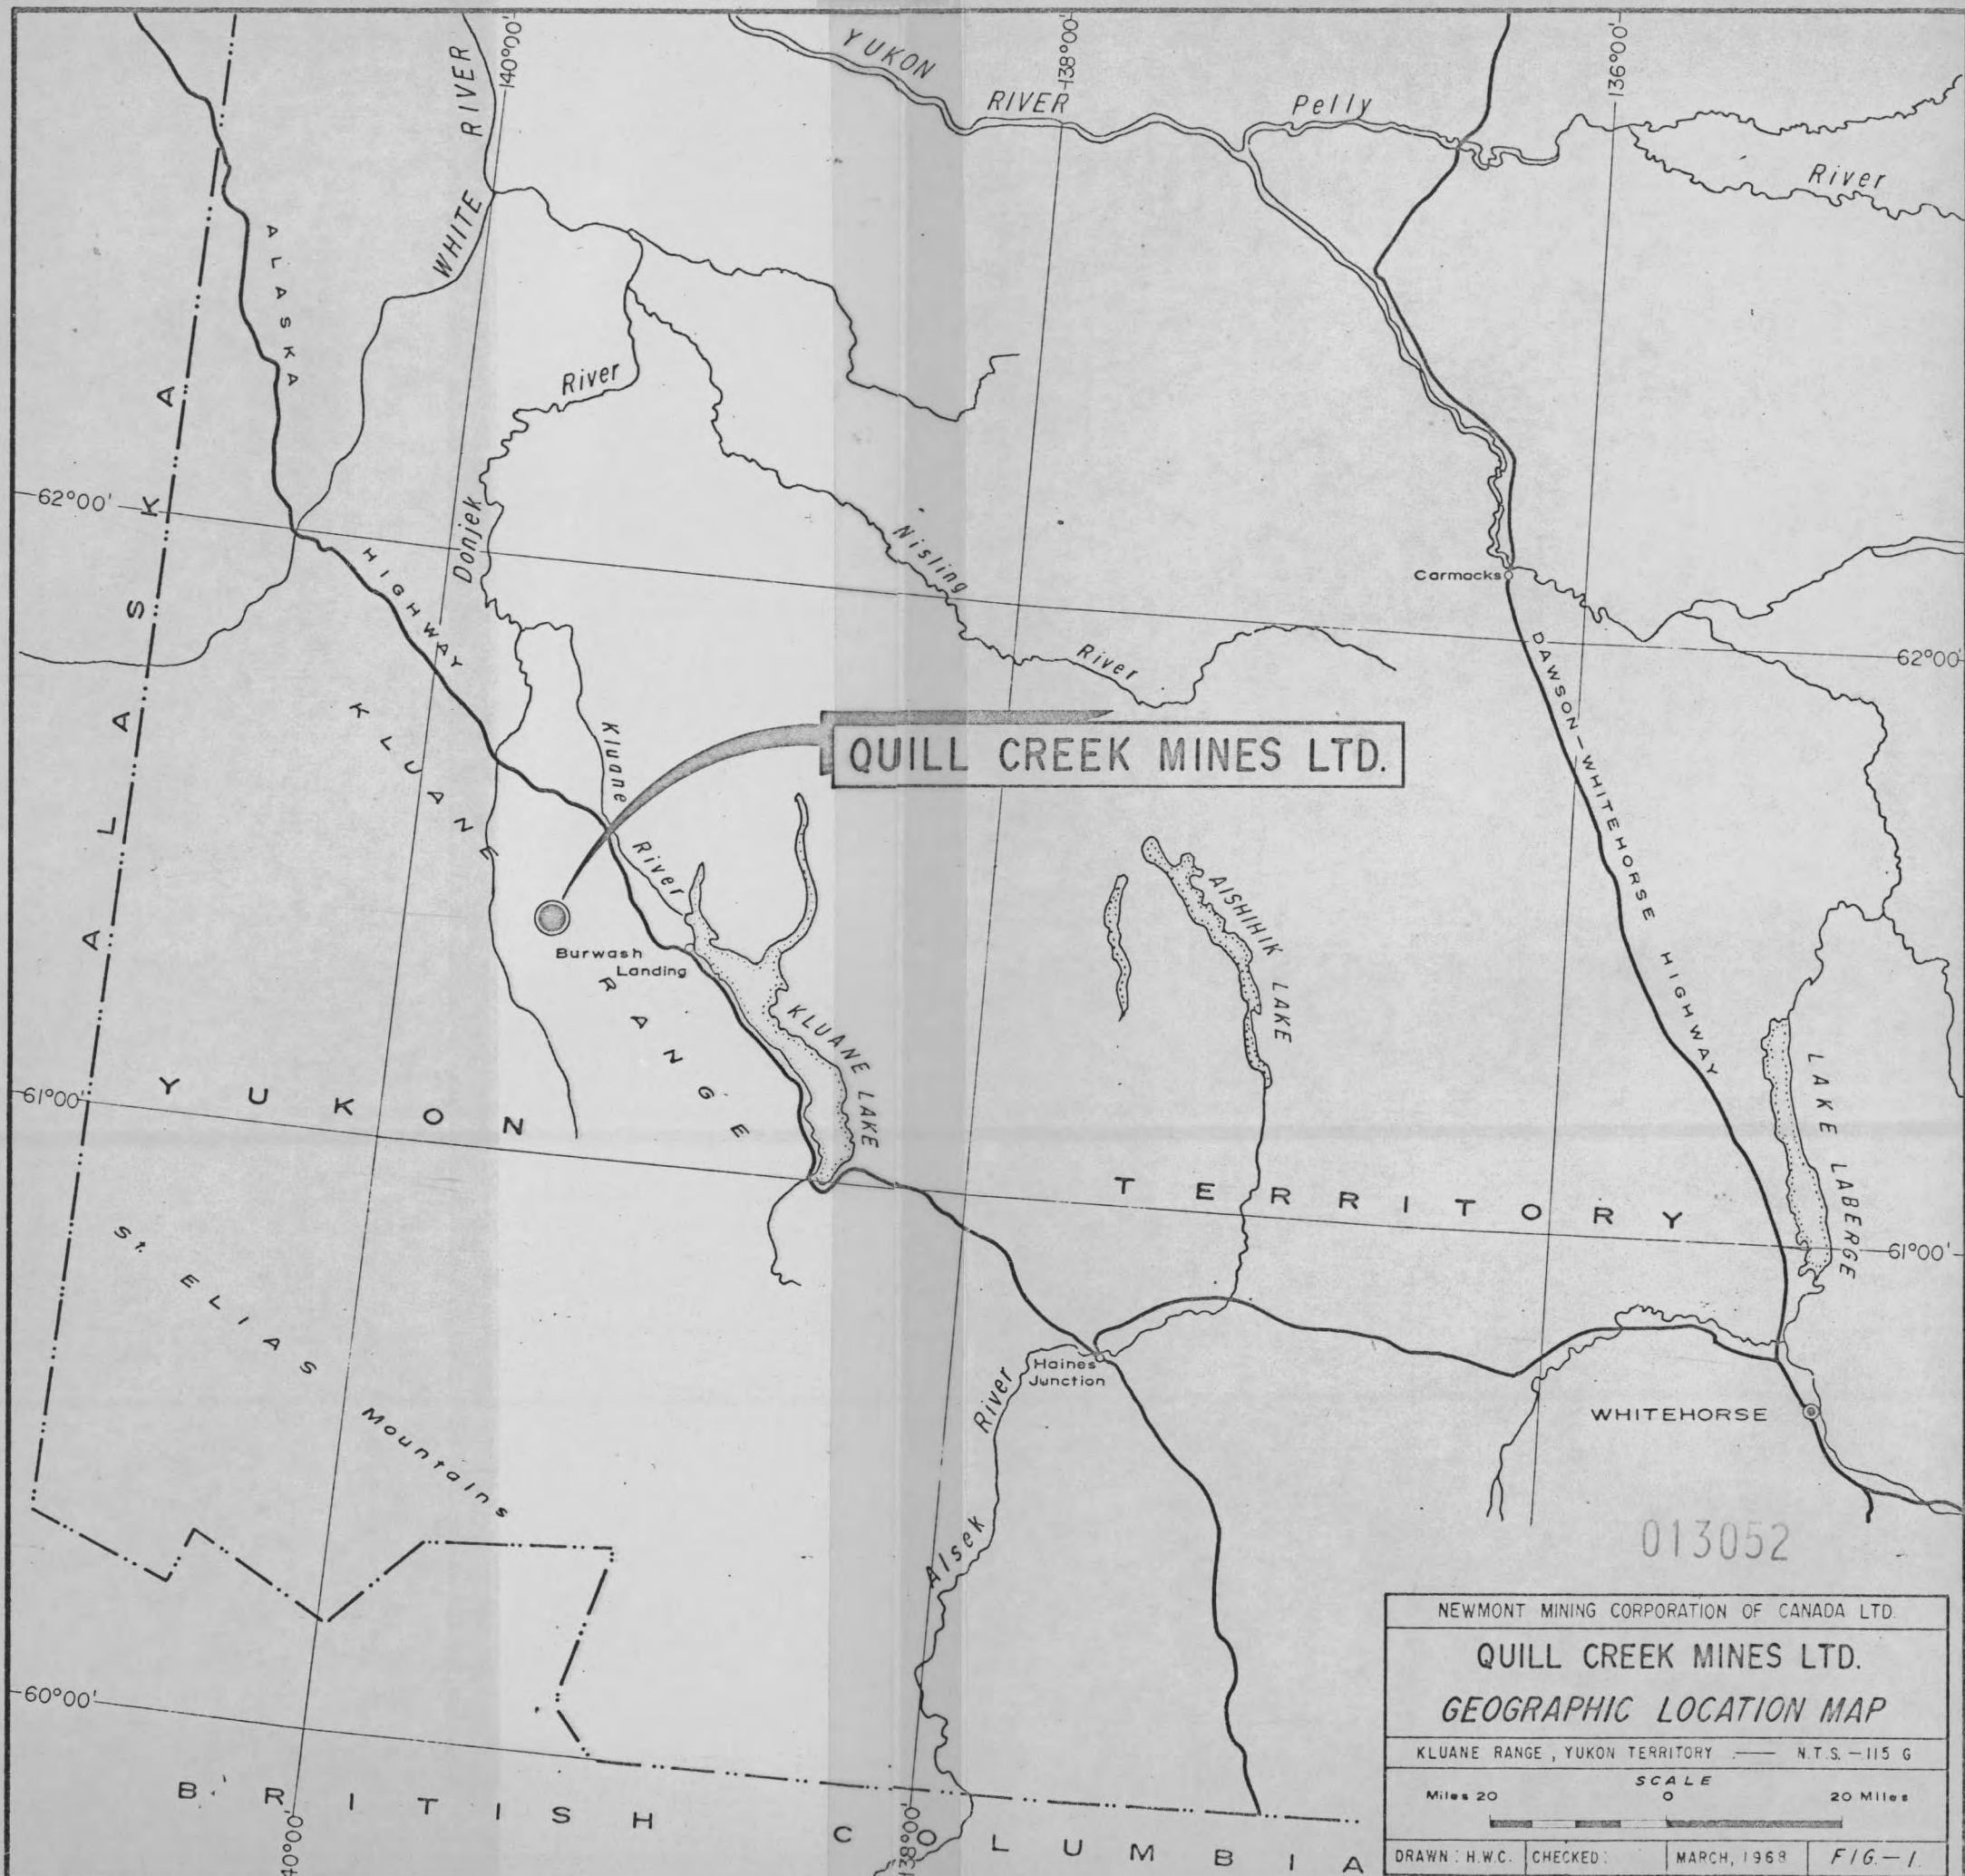 140°00'
138°00'
136°00'
YUKON RIVER
Pelly River
WHITE RIVER
ALASKA HIGHWAY
ALASKA
62°00'
62°00'
River
Donjek
Nisling River
Carmacks
DAWSON-WHITEHORSE HIGHWAY
KLUANE RANGE
Kluane River
QUILL CREEK MINES LTD.
Burwash
Landing
KLUANE LAKE
AISHIHIK LAKE
LAKE LABERGE
61°00'
61°00'
YUKON TERRITORY
St. ELIAS Mountains
Haines
Junction
Alsek River
WHITEHORSE
013052
60°00'
BRITISH COLUMBIA
40°00'
138°00'
NEWMONT MINING CORPORATION OF CANADA LTD.
QUILL CREEK MINES LTD.
GEOGRAPHIC LOCATION MAP
KLUANE RANGE, YUKON TERRITORY — N.T.S. – 115 G
SCALE
Miles 20 0 20 Miles
DRAWN: H.W.C. CHECKED: MARCH, 1968 FIG.-1.